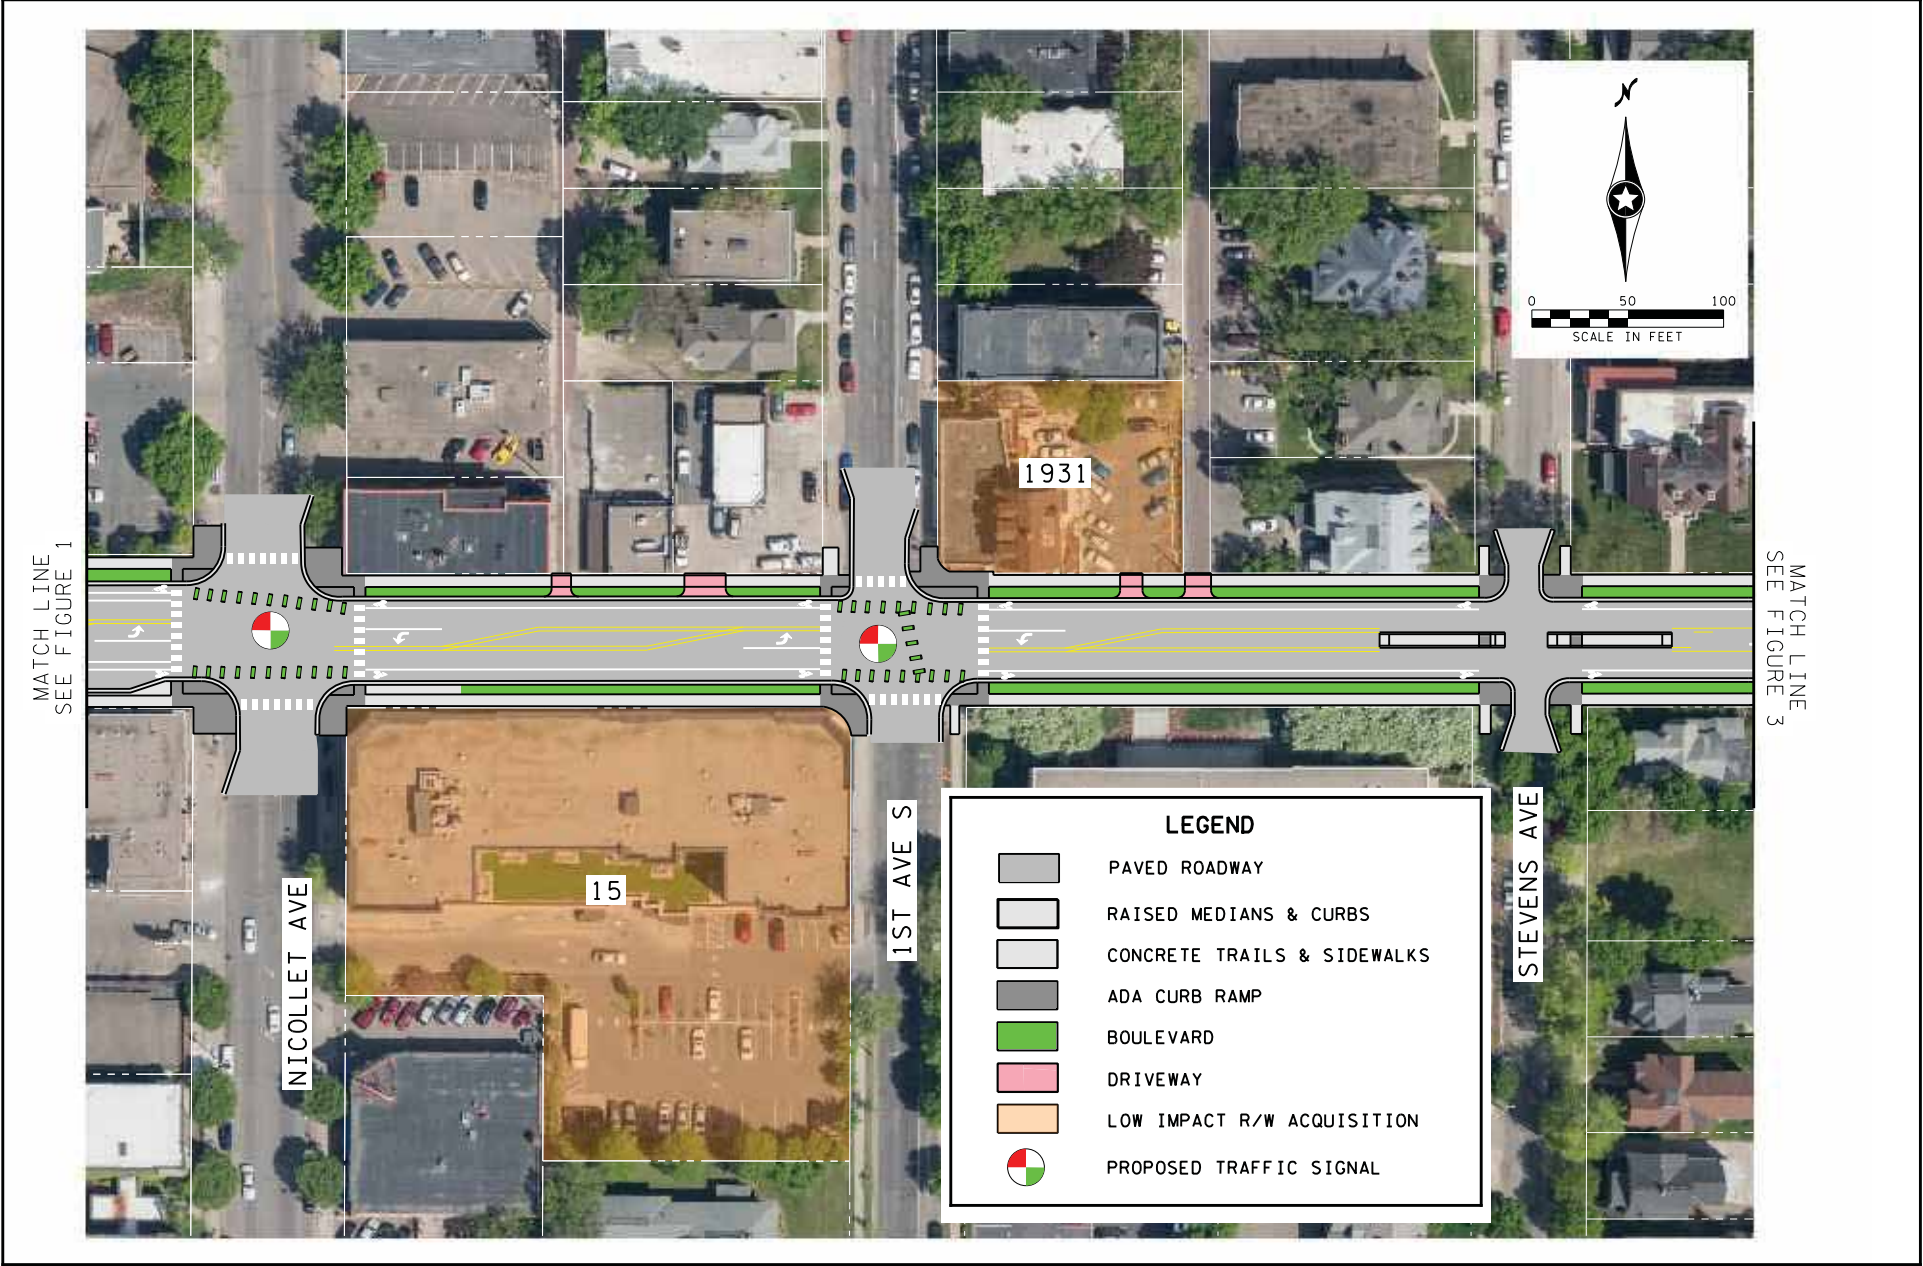 N
0 50 100
SCALE IN FEET
1931
MATCH LINE
SEE FIGURE 1
MATCH LINE
SEE FIGURE 3
15
NICOLLET AVE
1ST AVE S
STEVENS AVE
LEGEND
PAVED ROADWAY
RAISED MEDIANS & CURBS
CONCRETE TRAILS & SIDEWALKS
ADA CURB RAMP
BOULEVARD
DRIVEWAY
LOW IMPACT R/W ACQUISITION
PROPOSED TRAFFIC SIGNAL